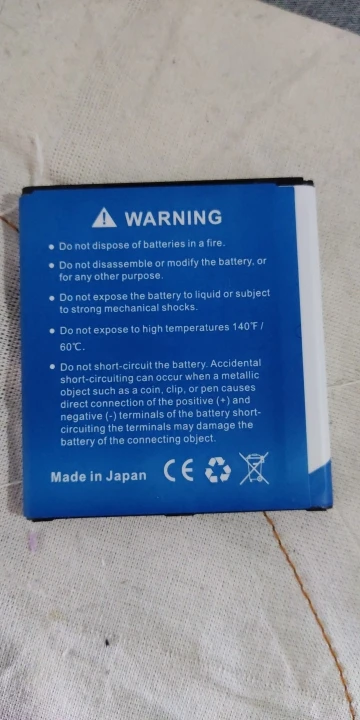 WARNING
• Do not dispose of batteries in a fire.
• Do not disassemble or modify the battery, or
for any other purpose.
• Do not expose the battery to liquid or subject
to strong mechanical shocks.
• Do not expose to high temperatures 140℉ /
60℃.
• Do not short-circuit the battery. Accidental
short-circuiting can occur when a metallic
object such as a coin, clip, or pen causes
direct connection of the positive (+) and
negative (-) terminals of the battery short-
circuiting the terminals may damage the
battery of the connecting object.
Made in Japan CE